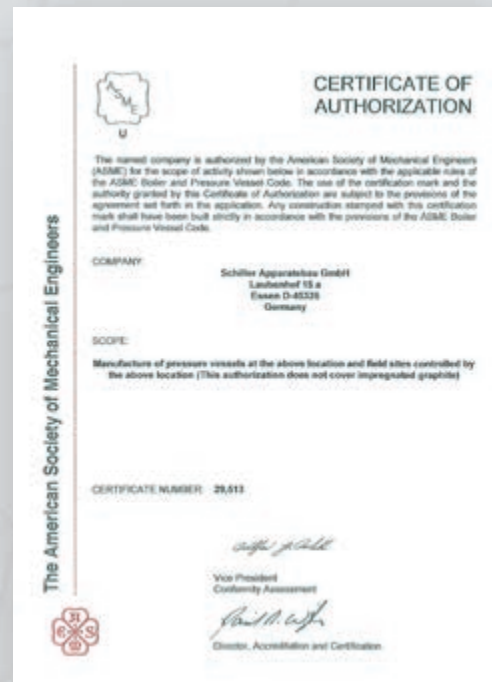 ASME
U
CERTIFICATE OF
AUTHORIZATION
The named company is authorized by the American Society of Mechanical Engineers
(ASME) for the scope of activity shown below in accordance with the applicable rules of
the ASME Boiler and Pressure Vessel Code. The use of the certification mark and the
authority granted by this Certificate of Authorization are subject to the provisions of the
agreement set forth in the application. Any construction stamped with this certification
mark shall have been built strictly in accordance with the provisions of the ASME Boiler
and Pressure Vessel Code.
COMPANY:
Schiller Apparatebau GmbH
Laubenhof 15 a
Essen D-45326
Germany
SCOPE:
Manufacture of pressure vessels at the above location and field sites controlled by
the above location (This authorization does not cover impregnated graphite)
CERTIFICATE NUMBER: 29,513
Vice President
Conformity Assessment
Director, Accreditation and Certification
The American Society of Mechanical Engineers